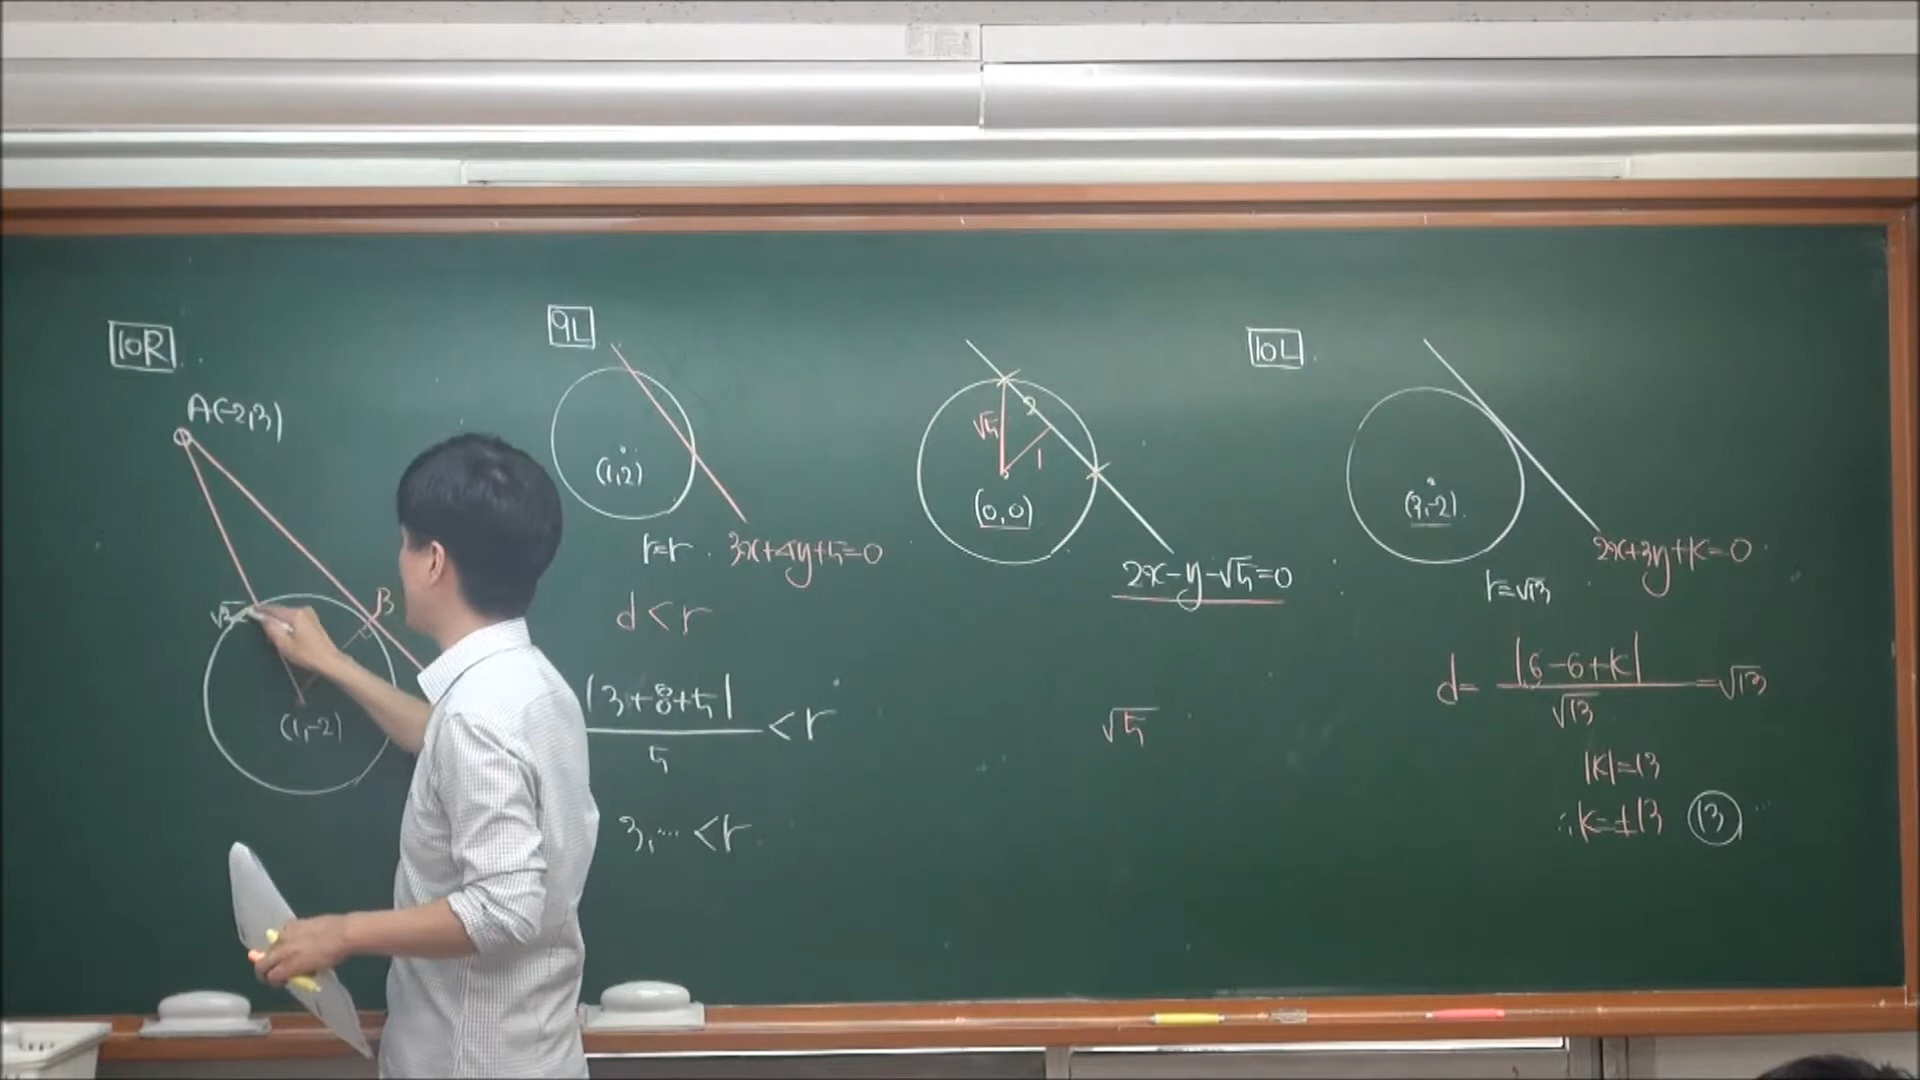 10R
A(-2,3)
B
(1,-2)
9L
(1,2)
r=r
3x+4y+5=0
d<r
|3+8+5|
5
<r
3,...<r
√5
2
1
(0,0)
2x-y-√5=0
√5
10L
(3,-2)
2x+3y+k=0
r=√13
d=
|6-6+k|
√13
=√13
|k|=13
∴k=±13
13